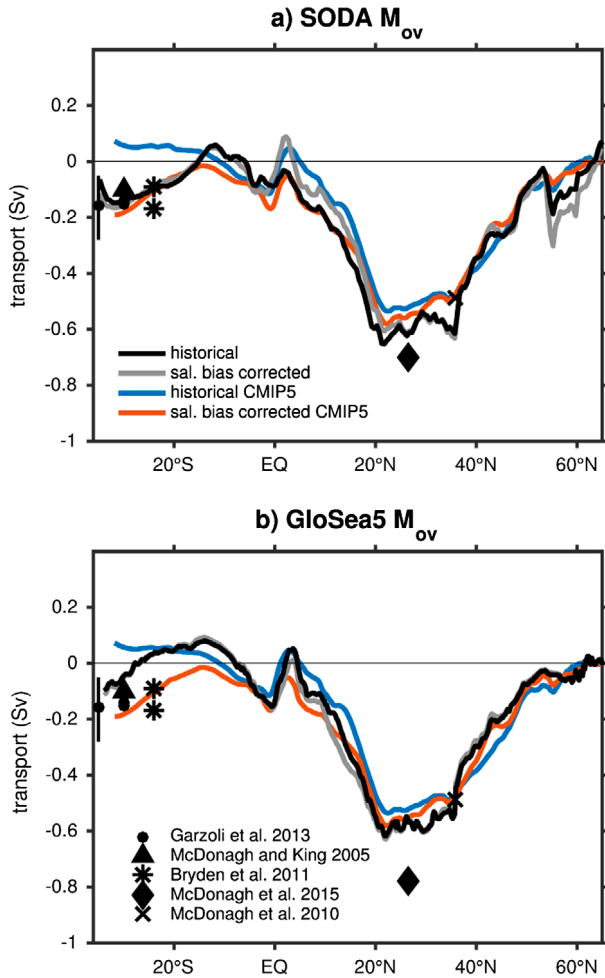 a) SODA Mov
0.2
0
-0.2
-0.4
-0.6
-0.8
-1
transport (Sv)
historical
sal. bias corrected
historical CMIP5
sal. bias corrected CMIP5
20°S EQ 20°N 40°N 60°N
b) GloSea5 Mov
0.2
0
-0.2
-0.4
-0.6
-0.8
-1
transport (Sv)
Garzoli et al. 2013
McDonagh and King 2005
Bryden et al. 2011
McDonagh et al. 2015
McDonagh et al. 2010
20°S EQ 20°N 40°N 60°N